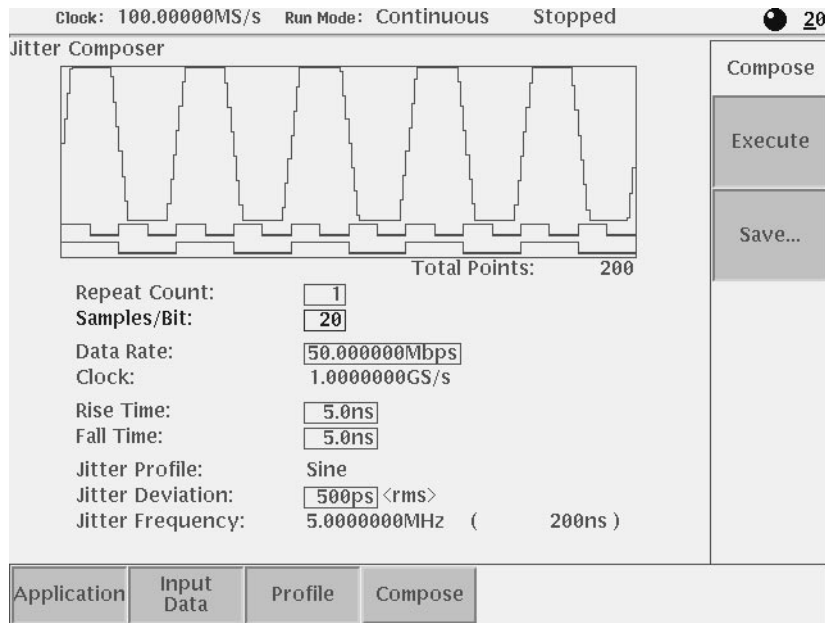 Clock: 100.00000MS/s Run Mode: Continuous Stopped 20
Jitter Composer
Compose
Execute
Save...
Total Points: 200
Repeat Count: 1
Samples/Bit: 20
Data Rate: 50.000000Mbps
Clock: 1.0000000GS/s
Rise Time: 5.0ns
Fall Time: 5.0ns
Jitter Profile: Sine
Jitter Deviation: 500ps <rms>
Jitter Frequency: 5.0000000MHz ( 200ns )
Application
Input
Data
Profile
Compose